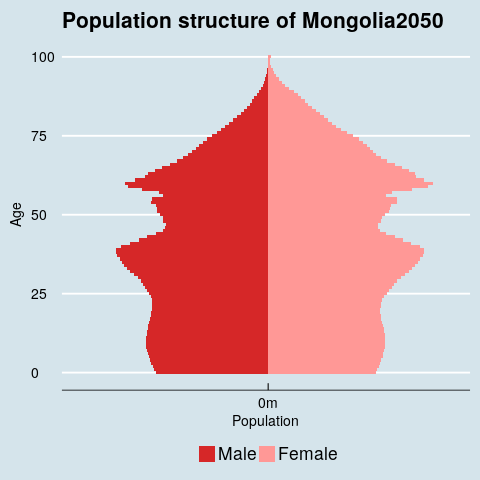 Population structure of Mongolia2050
100
75
50
25
0
Age
0m
Population
Male Female